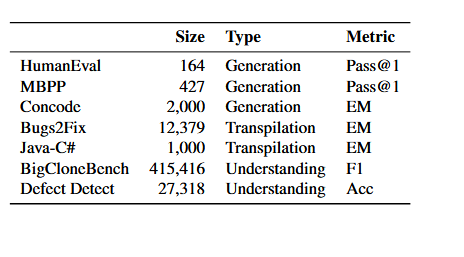 Size Type Metric
HumanEval 164 Generation Pass@1
MBPP 427 Generation Pass@1
Concode 2,000 Generation EM
Bugs2Fix 12,379 Transpilation EM
Java-C# 1,000 Transpilation EM
BigCloneBench 415,416 Understanding F1
Defect Detect 27,318 Understanding Acc